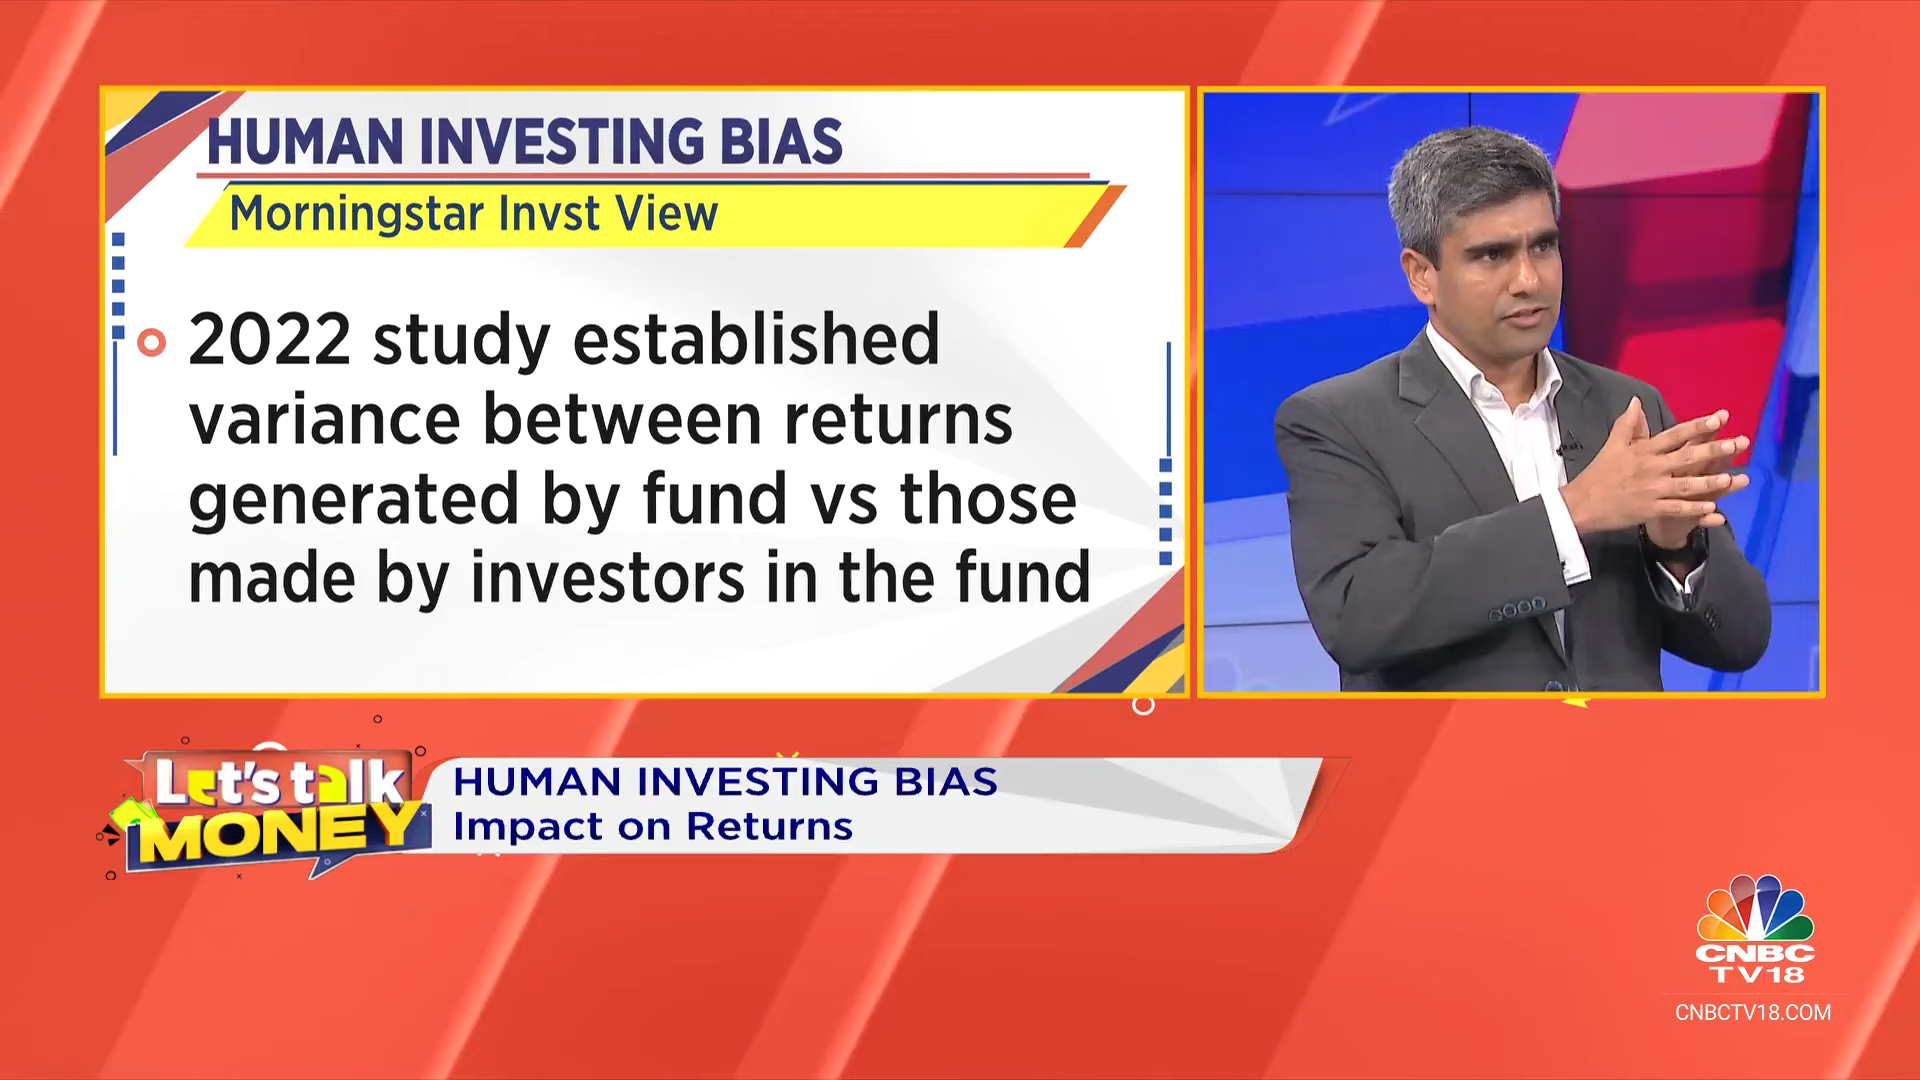 HUMAN INVESTING BIAS
Morningstar Invst View
2022 study established
variance between returns
generated by fund vs those
made by investors in the fund
Let's talk
MONEY
HUMAN INVESTING BIAS
Impact on Returns
CNBC
TV18
CNBCTV18.COM